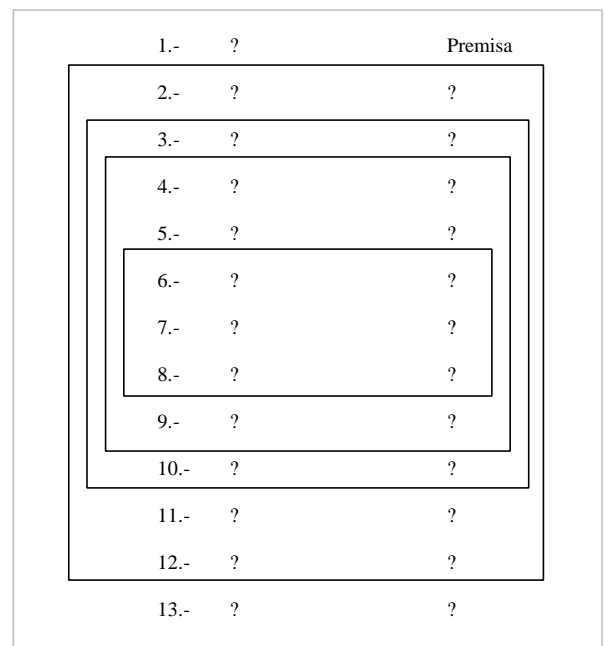 1.- ? Premisa
2.- ? ?
3.- ? ?
4.- ? ?
5.- ? ?
6.- ? ?
7.- ? ?
8.- ? ?
9.- ? ?
10.- ? ?
11.- ? ?
12.- ? ?
13.- ? ?